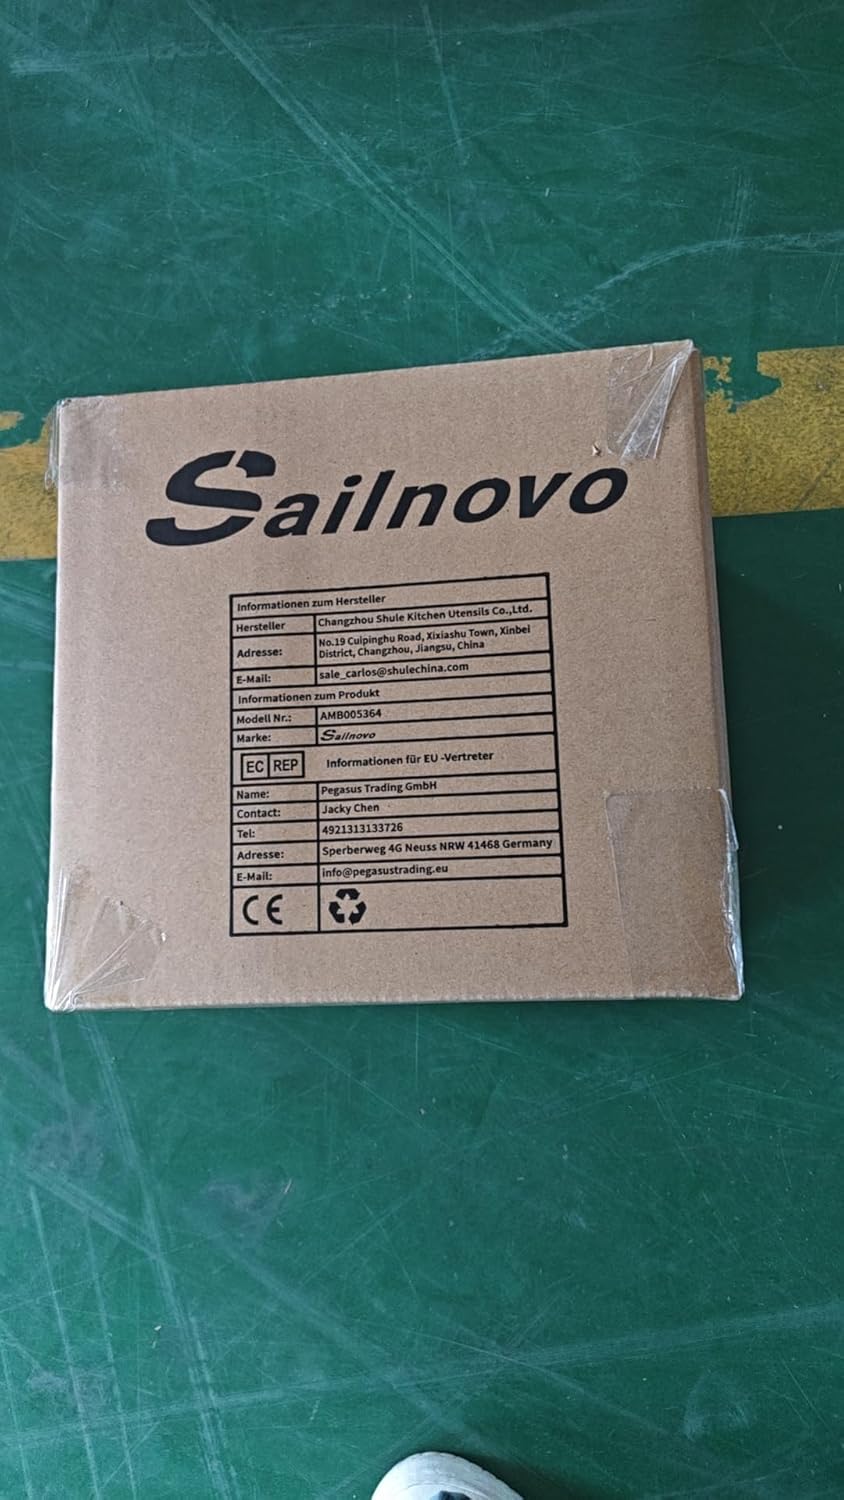 Sailnovo
Informationen zum Hersteller
Hersteller Changzhou Shule Kitchen Utensils Co.,Ltd.
Adresse: No.19 Cuipinghu Road, Xixiashu Town, Xinbei
District, Changzhou, Jiangsu, China
E-Mail: sale_carlos@shulechina.com
Informationen zum Produkt
Modell Nr.: AMB005364
Marke: Sailnovo
EC REP Informationen für EU -Vertreter
Name: Pegasus Trading GmbH
Contact: Jacky Chen
Tel: 4921313133726
Adresse: Sperberweg 4G Neuss NRW 41468 Germany
E-Mail: info@pegasustrading.eu
CE